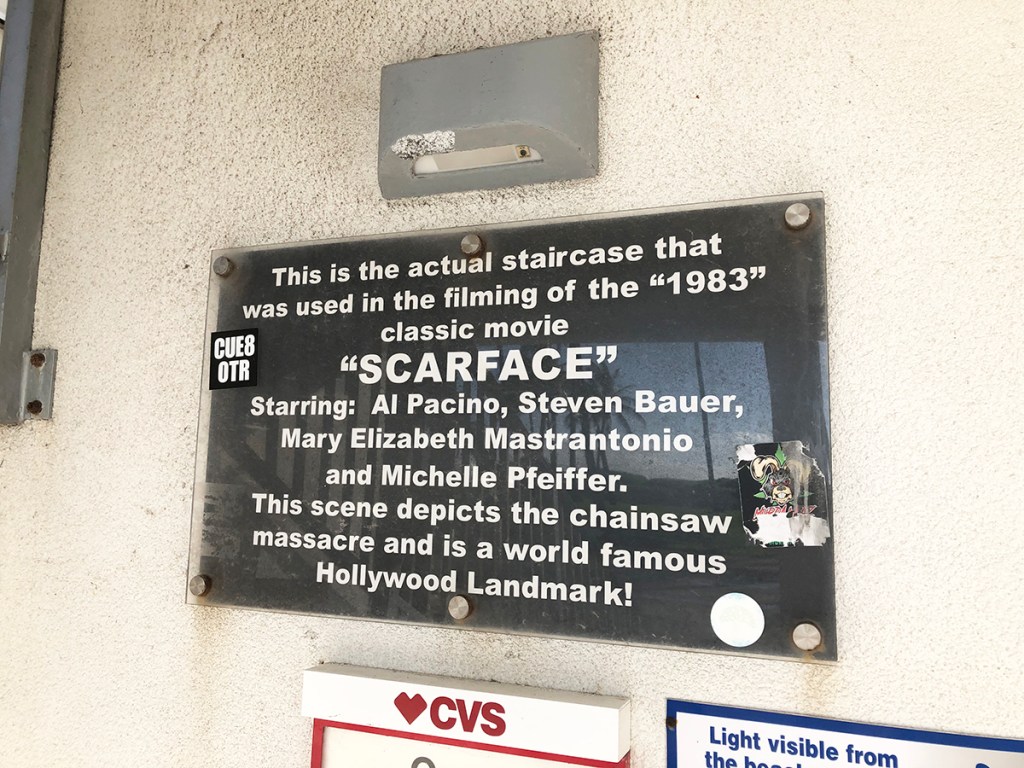 This is the actual staircase that
was used in the filming of the “1983”
classic movie
“SCARFACE”
Starring: Al Pacino, Steven Bauer,
Mary Elizabeth Mastrantonio
and Michelle Pfeiffer.
This scene depicts the chainsaw
massacre and is a world famous
Hollywood Landmark!
CUE8
OTR
CVS
Light visible from
the